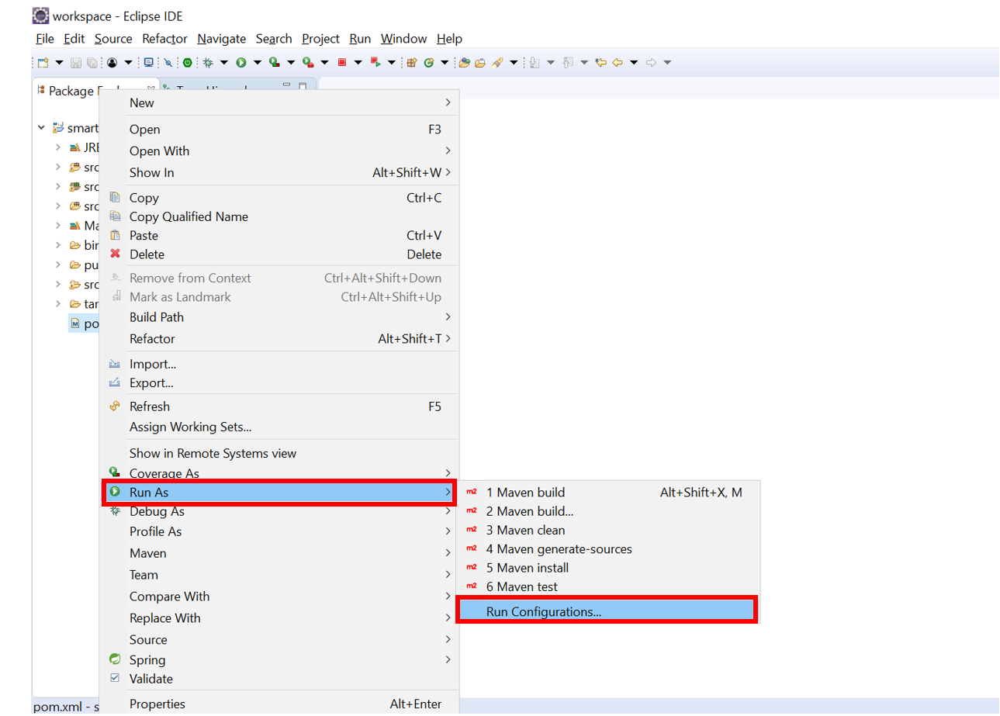 workspace - Eclipse IDE
File Edit Source Refactor Navigate Search Project Run Window Help
Package
New
Open F3
Open With
Show In Alt+Shift+W
Copy Ctrl+C
Copy Qualified Name
Paste Ctrl+V
Delete Delete
Remove from Context Ctrl+Alt+Shift+Down
Mark as Landmark Ctrl+Alt+Shift+Up
Build Path
Refactor Alt+Shift+T
Import...
Export...
Refresh F5
Assign Working Sets...
Show in Remote Systems view
Coverage As
Run As
Debug As
Profile As
Maven
Team
Compare With
Replace With
Source
Spring
Validate
Properties Alt+Enter
smart
JRE
src
src
src
Ma
bin
pu
src
tar
po
m2 1 Maven build Alt+Shift+X, M
m2 2 Maven build...
m2 3 Maven clean
m2 4 Maven generate-sources
m2 5 Maven install
m2 6 Maven test
Run Configurations...
pom.xml - s